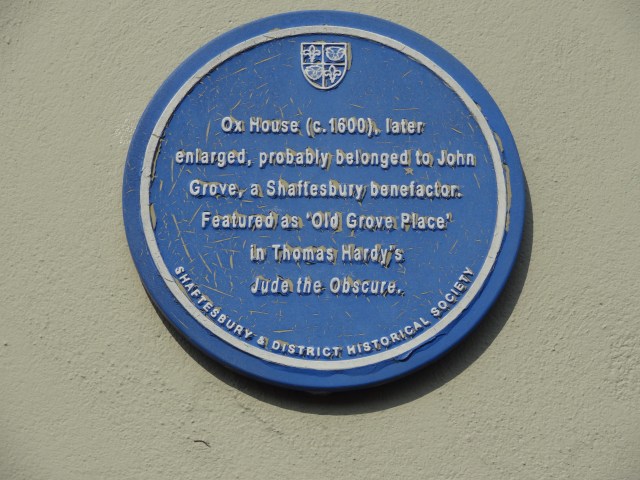 Ox House (c.1600), later
enlarged, probably belonged to John
Grove, a Shaftesbury benefactor.
Featured as 'Old Grove Place'
in Thomas Hardy's
Jude the Obscure.
SHAFTESBURY & DISTRICT HISTORICAL SOCIETY